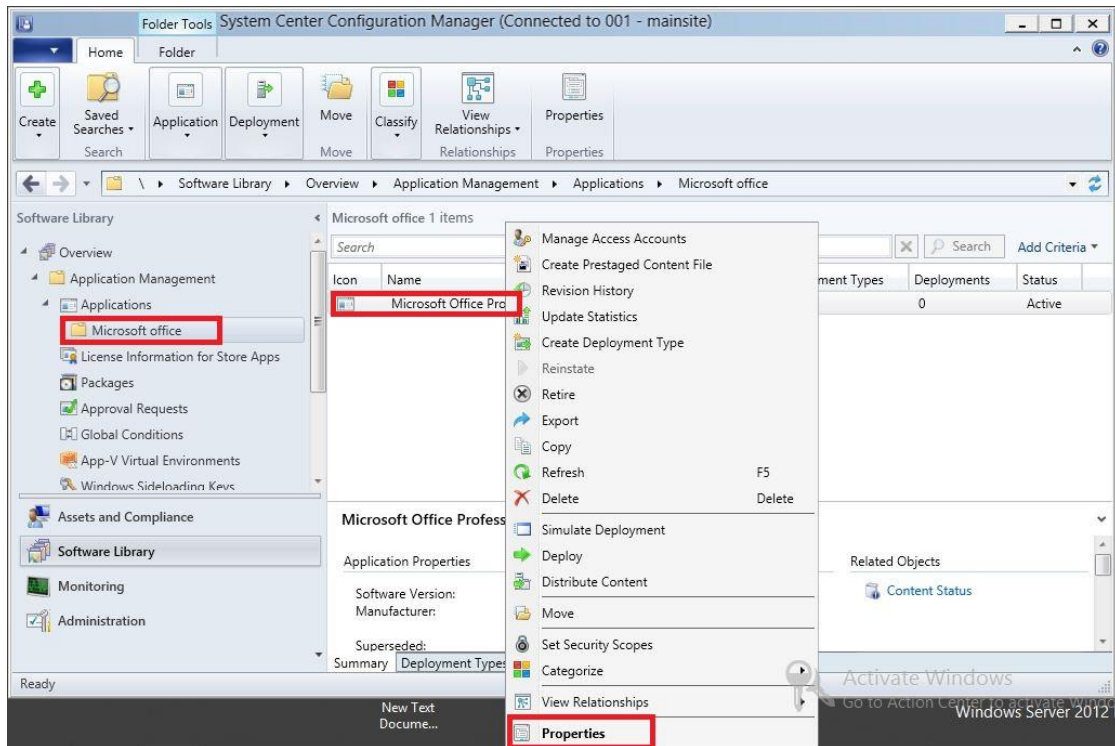 Folder Tools System Center Configuration Manager (Connected to 001 - mainsite)
Home Folder
Create
Saved Searches
Search
Application
Deployment
Move
Move
Classify
View Relationships
Relationships
Properties
Properties
\ Software Library Overview Application Management Applications Microsoft office
Software Library
Overview
Application Management
Applications
Microsoft office
License Information for Store Apps
Packages
Approval Requests
Global Conditions
App-V Virtual Environments
Windows Sideloading Keys
Assets and Compliance
Software Library
Monitoring
Administration
Microsoft office 1 items
Search
Search Add Criteria
Icon Name ment Types Deployments Status
Microsoft Office Pro 0 Active
Manage Access Accounts
Create Prestaged Content File
Revision History
Update Statistics
Create Deployment Type
Reinstate
Retire
Export
Copy
Refresh F5
Delete Delete
Simulate Deployment
Deploy
Distribute Content
Move
Set Security Scopes
Categorize
View Relationships
Properties
Microsoft Office Profess
Application Properties
Software Version:
Manufacturer:
Superseded:
Summary Deployment Types
Related Objects
Content Status
Ready
Activate Windows
Go to Action Center to activate Windo
New Text
Docume...
Windows Server 2012